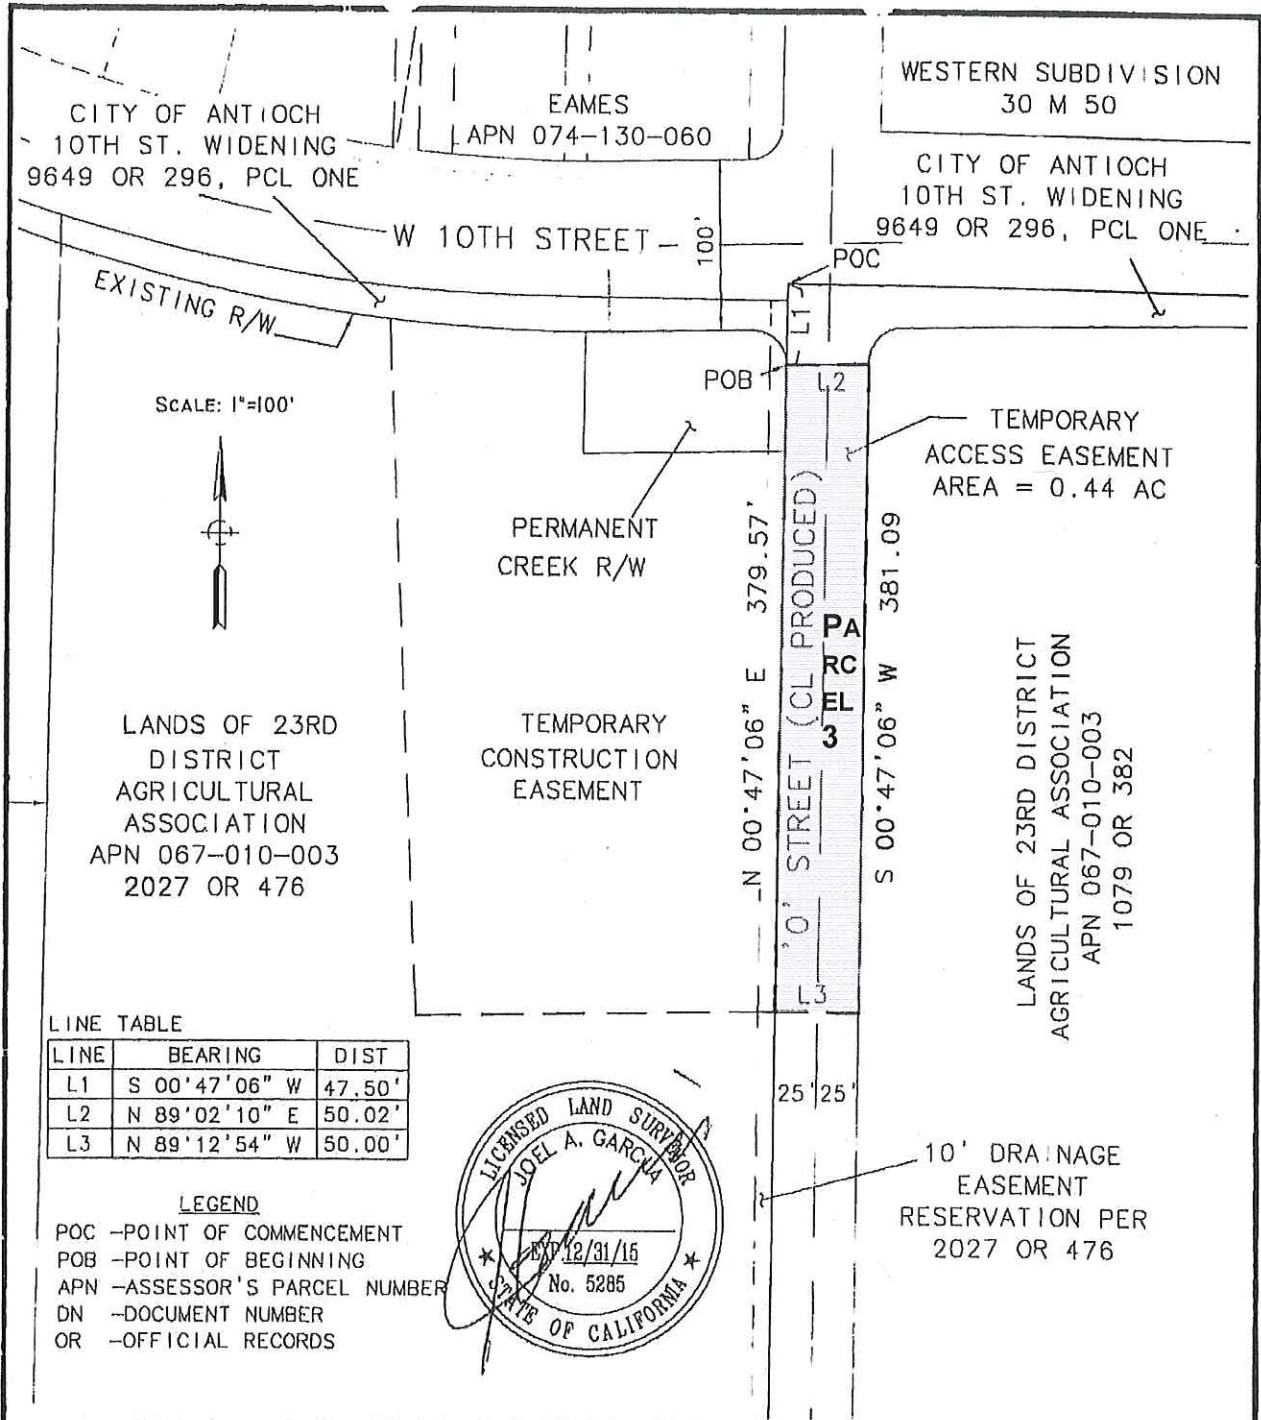 WESTERN SUBDIVISION
30 M 50
EAMES
APN 074-130-060
CITY OF ANTIOCH
10TH ST. WIDENING
9649 OR 296, PCL ONE
CITY OF ANTIOCH
10TH ST. WIDENING
9649 OR 296, PCL ONE
W 10TH STREET
100'
POC
EXISTING R/W
L1
POB
L2
SCALE: 1"=100'
TEMPORARY
ACCESS EASEMENT
AREA = 0.44 AC
PERMANENT
CREEK R/W
N 00°47'06" E 379.57'
'O' STREET (CL PRODUCED)
PA
RC
EL
3
S 00°47'06" W 381.09
LANDS OF 23RD
DISTRICT
AGRICULTURAL
ASSOCIATION
APN 067-010-003
2027 OR 476
TEMPORARY
CONSTRUCTION
EASEMENT
LANDS OF 23RD DISTRICT
AGRICULTURAL ASSOCIATION
APN 067-010-003
1079 OR 382
L3
25' 25'
LINE TABLE
LINE BEARING DIST
L1 S 00°47'06" W 47.50'
L2 N 89°02'10" E 50.02'
L3 N 89°12'54" W 50.00'
LEGEND
POC -POINT OF COMMENCEMENT
POB -POINT OF BEGINNING
APN -ASSESSOR'S PARCEL NUMBER
DN -DOCUMENT NUMBER
OR -OFFICIAL RECORDS
LICENSED LAND SURVEYOR
JOEL A. GARCIA
EXP.12/31/15
No. 5285
STATE OF CALIFORNIA
10' DRAINAGE
EASEMENT
RESERVATION PER
2027 OR 476